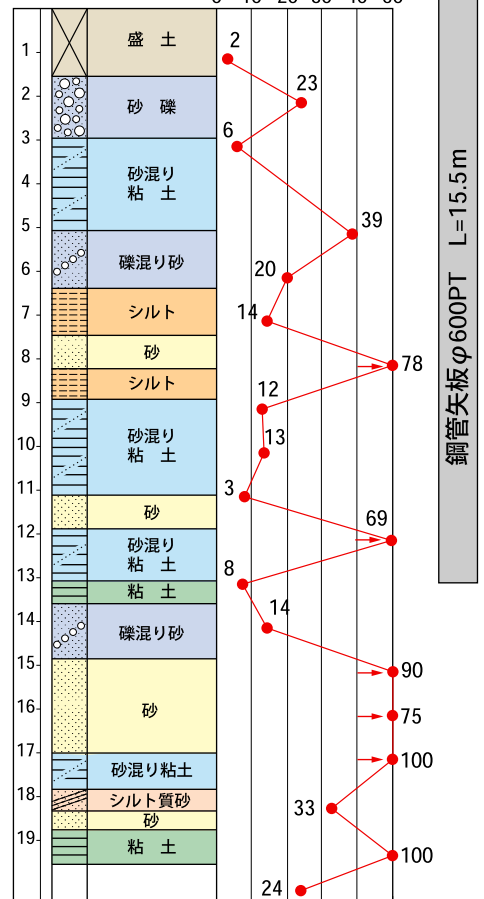 1
2
3
4
5
6
7
8
9
10
11
12
13
14
15
16
17
18
19
盛 土
砂 礫
砂混り
粘 土
礫混り砂
シルト
砂
シルト
砂混り
粘 土
砂
砂混り
粘 土
粘 土
礫混り砂
砂
砂混り粘土
シルト質砂
砂
粘 土
2
23
6
39
20
14
78
12
13
3
69
8
14
90
75
100
33
100
24
鋼管矢板φ600PT L=15.5m